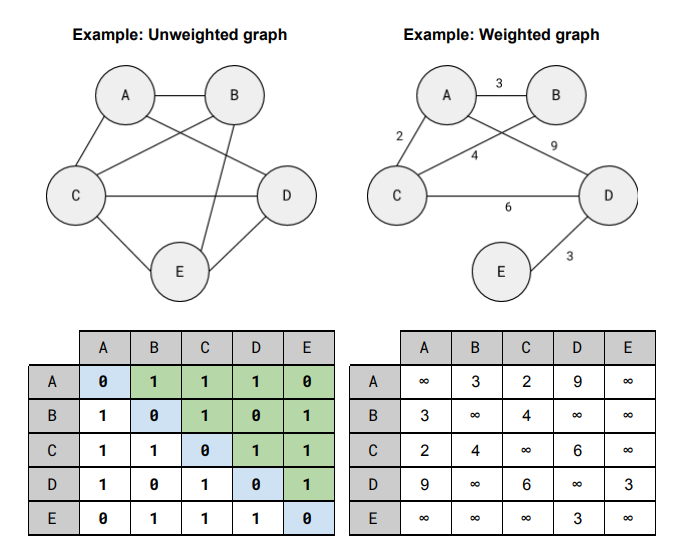 Example: Unweighted graph
A
B
C
D
E
Example: Weighted graph
3
A
B
2
4
9
C
D
6
E
3
A B C D E
A 0 1 1 1 0
B 1 0 1 0 1
C 1 1 0 1 1
D 1 0 1 0 1
E 0 1 1 1 0
A B C D E
A ∞ 3 2 9 ∞
B 3 ∞ 4 ∞ ∞
C 2 4 ∞ 6 ∞
D 9 ∞ 6 ∞ 3
E ∞ ∞ ∞ 3 ∞